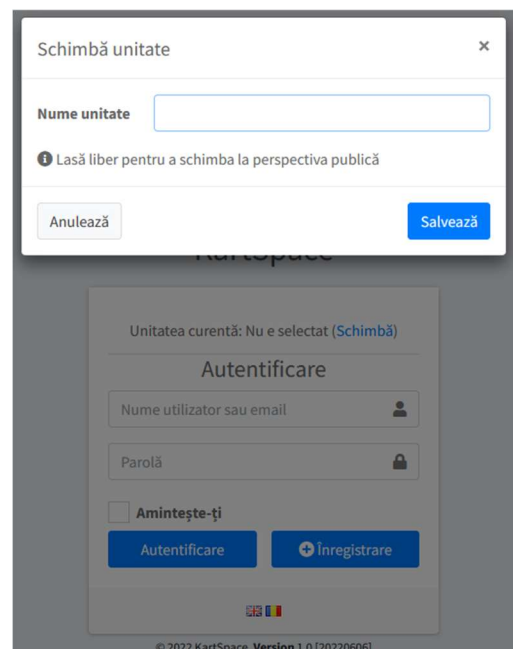 Schimbă unitate ×
Nume unitate
Lasă liber pentru a schimba la perspectiva publică
Anulează Salvează
KartSpace
Unitatea curentă: Nu e selectat (Schimbă)
Autentificare
Nume utilizator sau email
Parolă
Amintește-ți
Autentificare Înregistrare
© 2022 KartSpace. Version 1.0 [20220606]